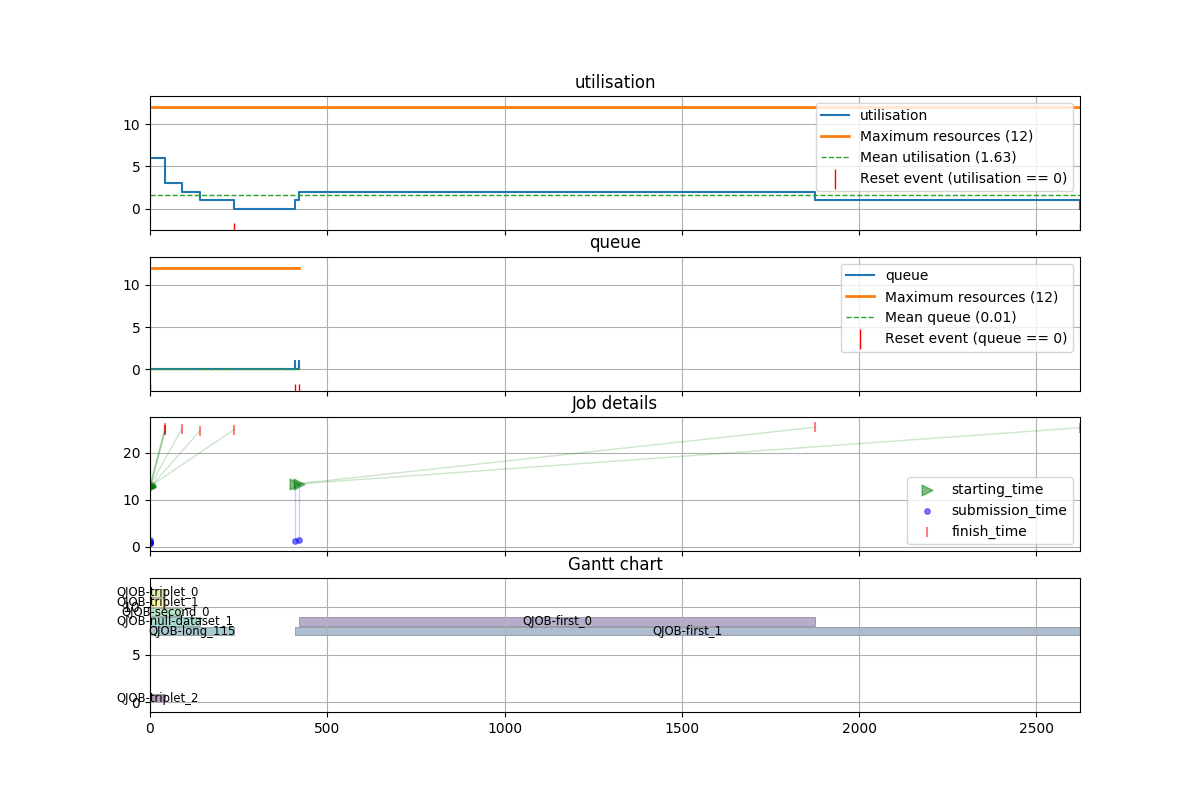 utilisation
10
5
0
utilisation
Maximum resources (12)
Mean utilisation (1.63)
Reset event (utilisation == 0)
queue
10
5
0
queue
Maximum resources (12)
Mean queue (0.01)
Reset event (queue == 0)
Job details
20
10
0
starting_time
submission_time
finish_time
Gantt chart
10
5
0
QJOB-triplet_0
QJOB-triplet_1
QJOB-second_0
QJOB-null-dataset_1
QJOB-first_0
QJOB-long_115
QJOB-first_1
QJOB-triplet_2
0
500
1000
1500
2000
2500